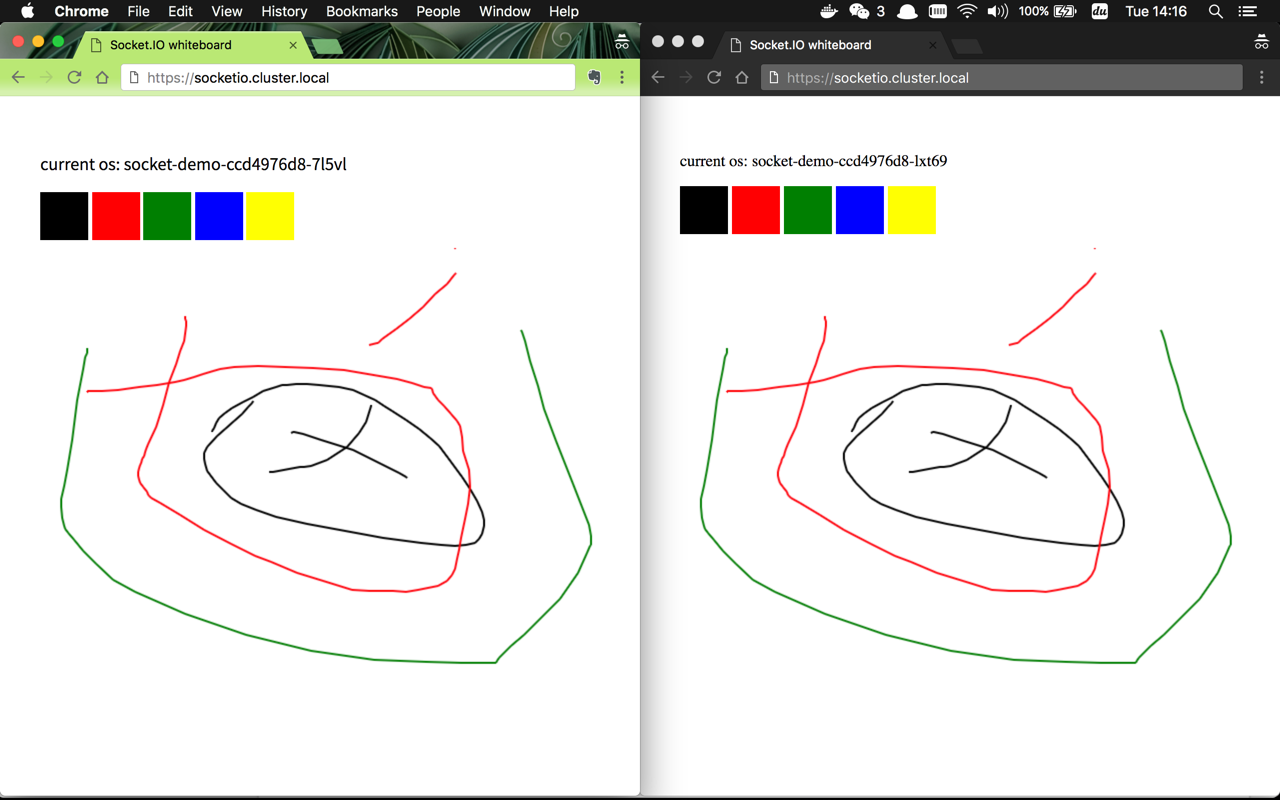 Chrome File Edit View History Bookmarks People Window Help 3 100% du Tue 14:16
Socket.IO whiteboard
https://socketio.cluster.local
current os: socket-demo-ccd4976d8-7l5vl
Socket.IO whiteboard
https://socketio.cluster.local
current os: socket-demo-ccd4976d8-lxt69